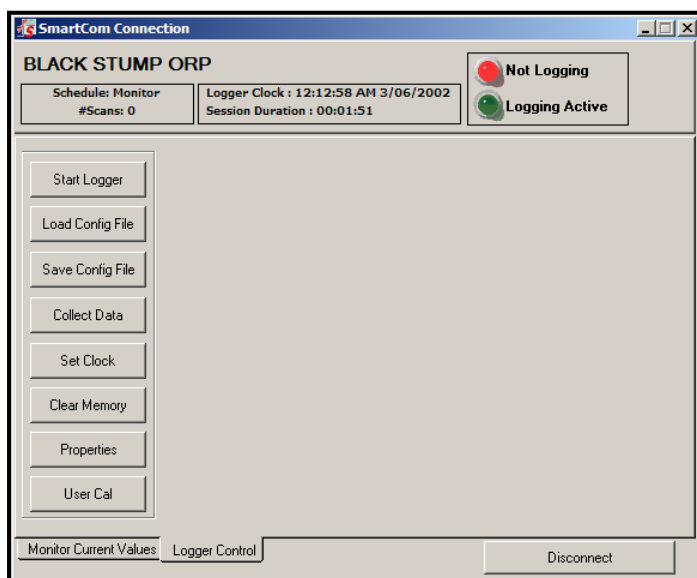 SmartCom Connection
BLACK STUMP ORP
Schedule: Monitor
#Scans: 0
Logger Clock : 12:12:58 AM 3/06/2002
Session Duration : 00:01:51
Not Logging
Logging Active
Start Logger
Load Config File
Save Config File
Collect Data
Set Clock
Clear Memory
Properties
User Cal
Monitor Current Values
Logger Control
Disconnect